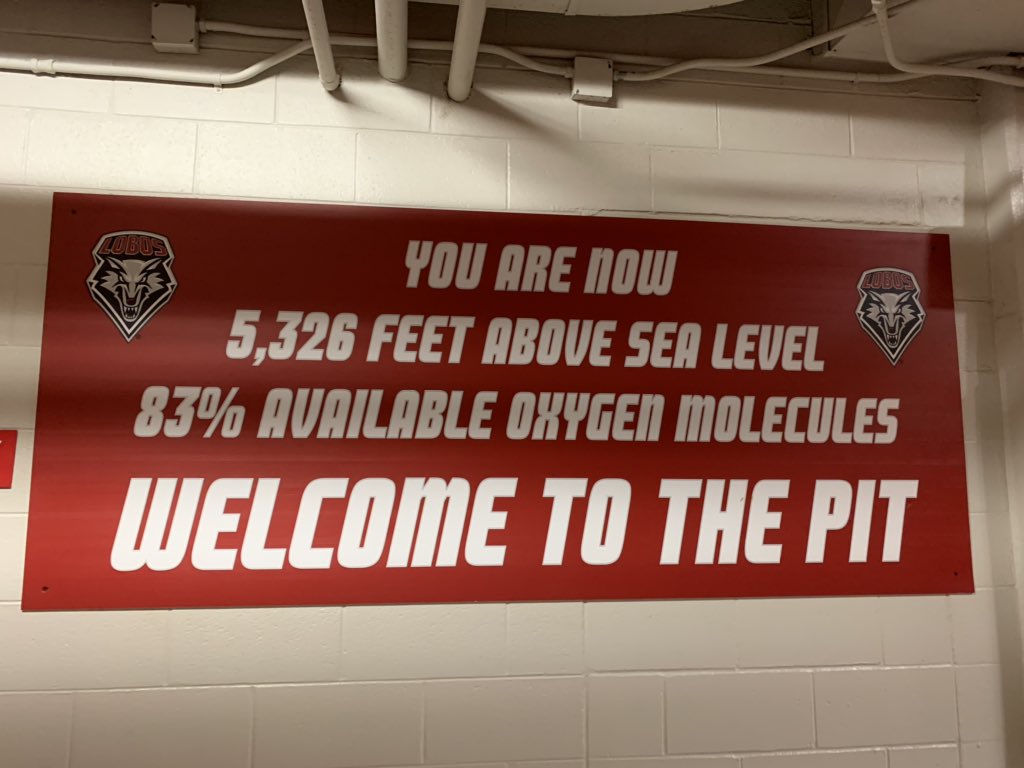 LOBOS
LOBOS
YOU ARE NOW
5,326 FEET ABOVE SEA LEVEL
83% AVAILABLE OXYGEN MOLECULES
WELCOME TO THE PIT